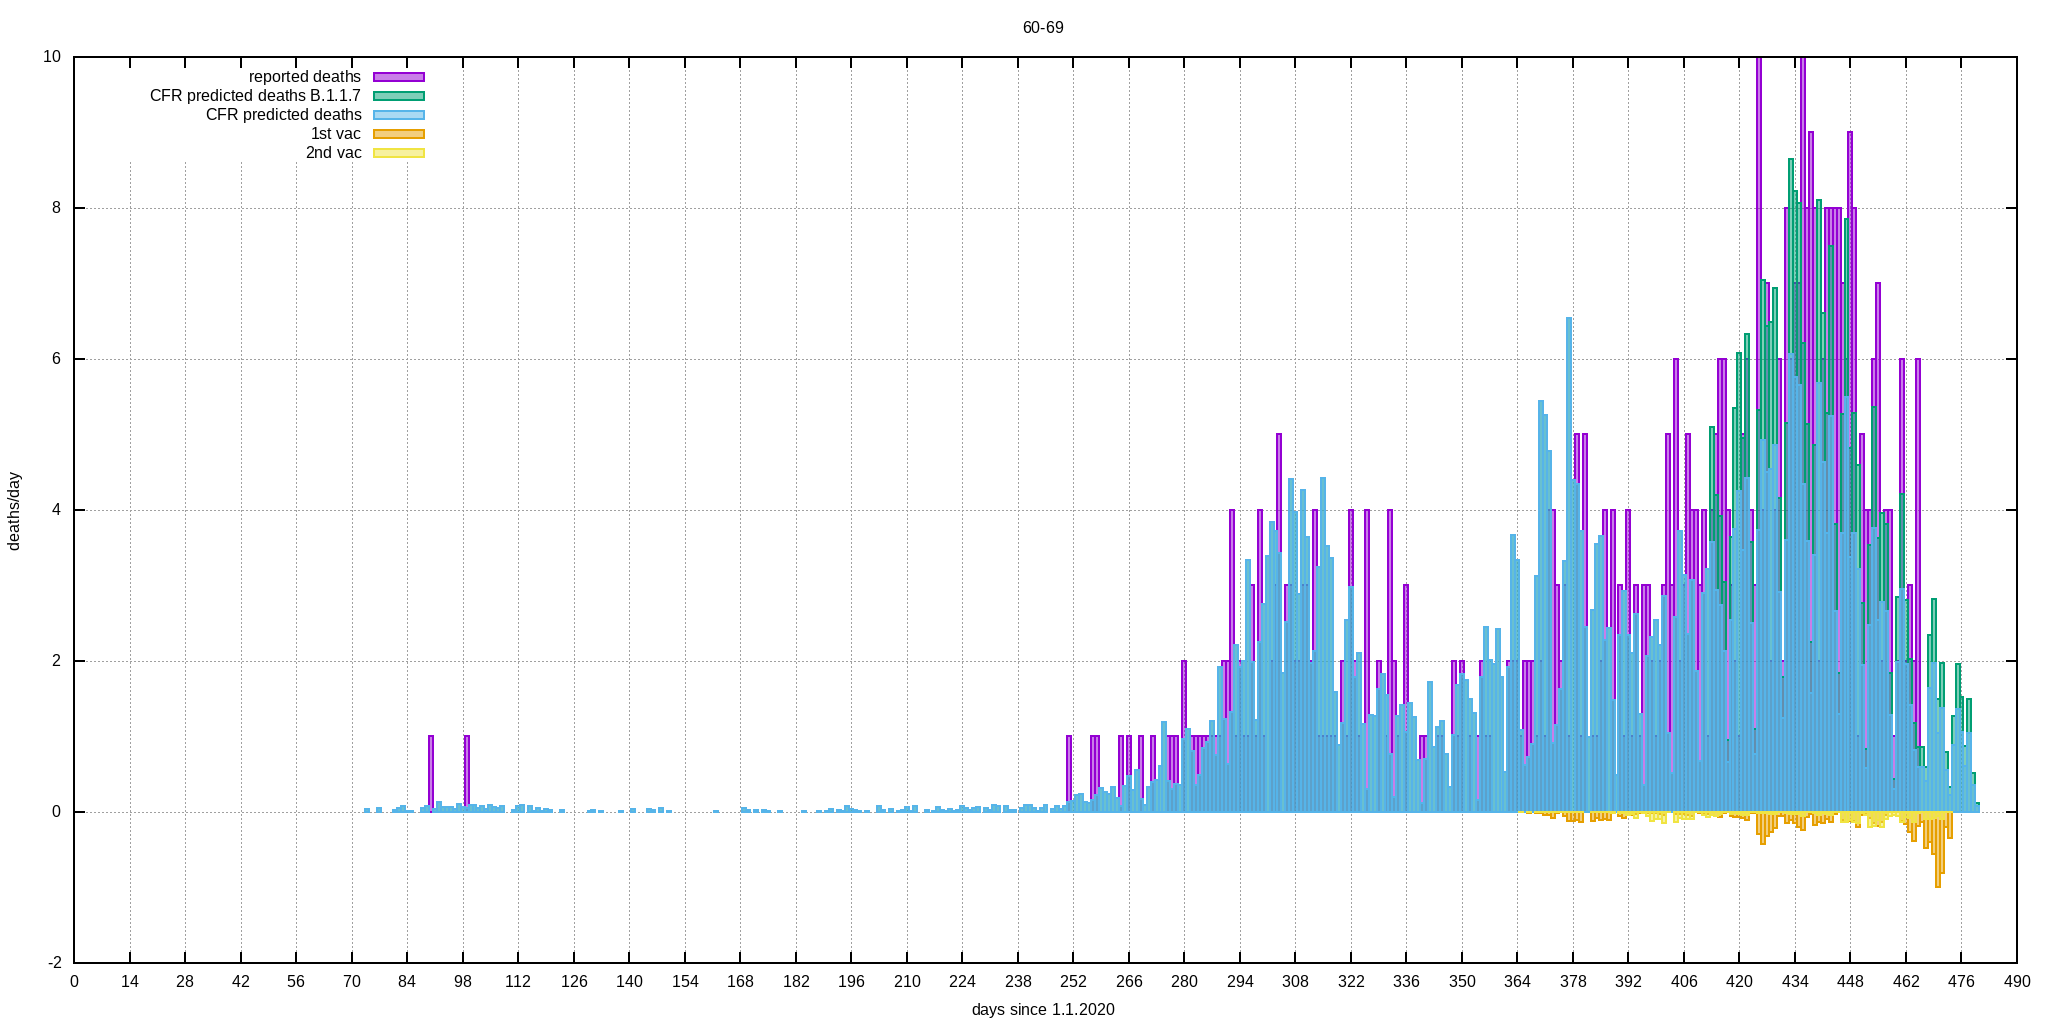 60-69
10
reported deaths
CFR predicted deaths B.1.1.7
CFR predicted deaths
1st vac
2nd vac
8
6
4
2
0
-2
deaths/day
0 14 28 42 56 70 84 98 112 126 140 154 168 182 196 210 224 238 252 266 280 294 308 322 336 350 364 378 392 406 420 434 448 462 476 490
days since 1.1.2020